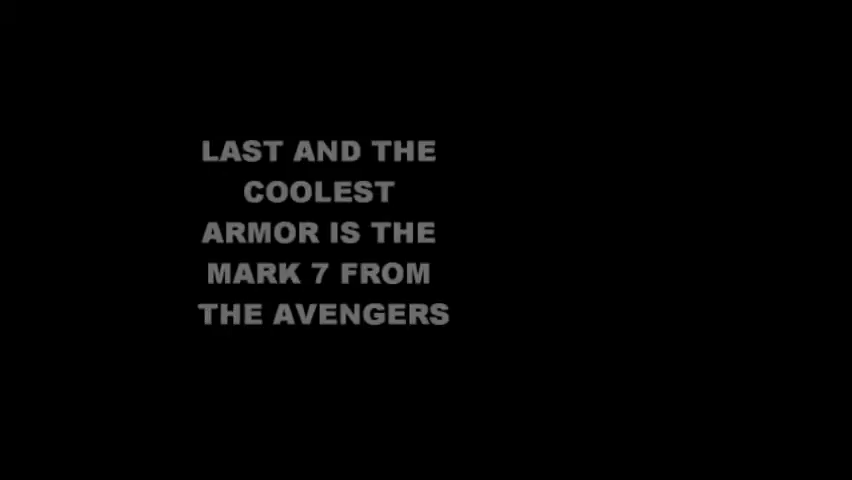 LAST AND THE
COOLEST
ARMOR IS THE
MARK 7 FROM
THE AVENGERS